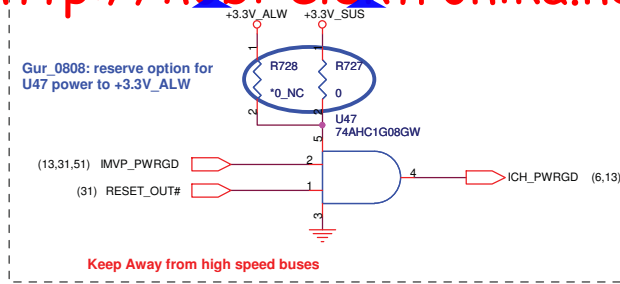 +3.3V_ALW +3.3V_SUS
1 1
Gur_0808: reserve option for
U47 power to +3.3V_ALW
R728 R727
*0_NC 0
2 2
U47
74AHC1G08GW
5
(13,31,51) IMVP_PWRGD 2
4 ICH_PWRGD (6,13)
(31) RESET_OUT# 1
3
Keep Away from high speed buses